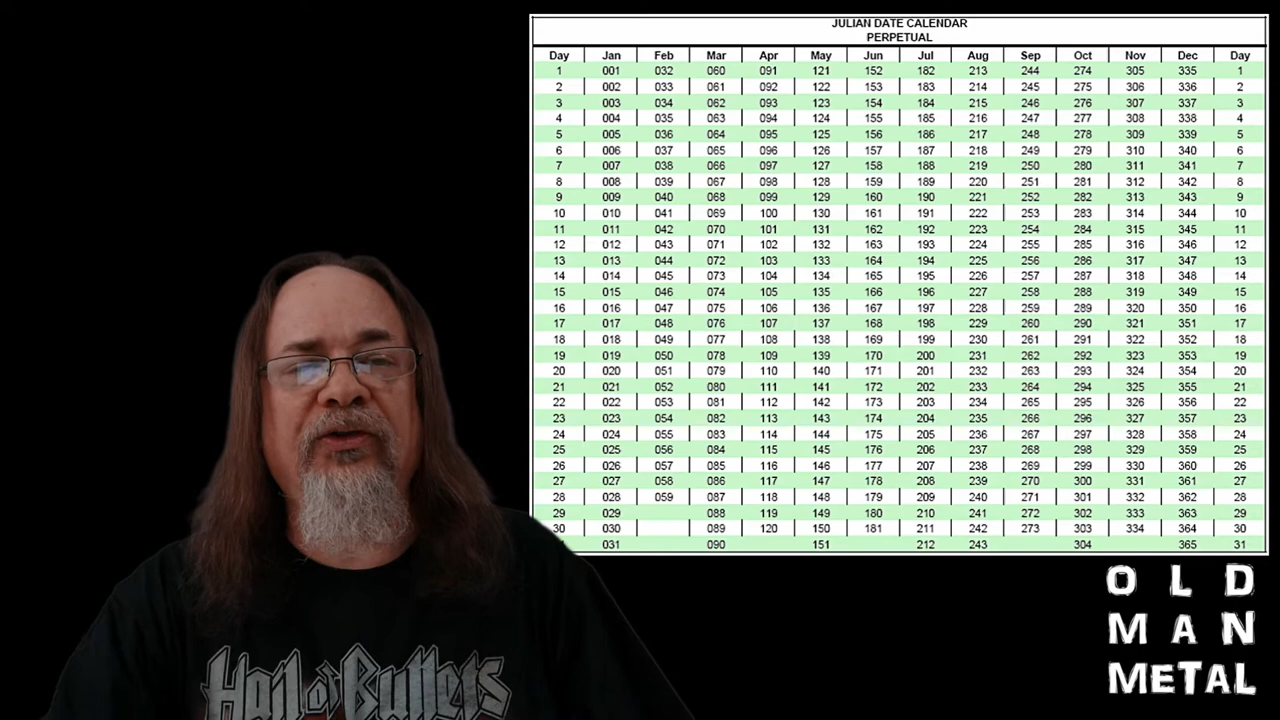 JULIAN DATE CALENDAR
PERPETUAL
Day Jan Feb Mar Apr May Jun Jul Aug Sep Oct Nov Dec Day
1 001 032 060 091 121 152 182 213 244 274 305 335 1
2 002 033 061 092 122 153 183 214 245 275 306 336 2
3 003 034 062 093 123 154 184 215 246 276 307 337 3
4 004 035 063 094 124 155 185 216 247 277 308 338 4
5 005 036 064 095 125 156 186 217 248 278 309 339 5
6 006 037 065 096 126 157 187 218 249 279 310 340 6
7 007 038 066 097 127 158 188 219 250 280 311 341 7
8 008 039 067 098 128 159 189 220 251 281 312 342 8
9 009 040 068 099 129 160 190 221 252 282 313 343 9
10 010 041 069 100 130 161 191 222 253 283 314 344 10
11 011 042 070 101 131 162 192 223 254 284 315 345 11
12 012 043 071 102 132 163 193 224 255 285 316 346 12
13 013 044 072 103 133 164 194 225 256 286 317 347 13
14 014 045 073 104 134 165 195 226 257 287 318 348 14
15 015 046 074 105 135 166 196 227 258 288 319 349 15
16 016 047 075 106 136 167 197 228 259 289 320 350 16
17 017 048 076 107 137 168 198 229 260 290 321 351 17
18 018 049 077 108 138 169 199 230 261 291 322 352 18
19 019 050 078 109 139 170 200 231 262 292 323 353 19
20 020 051 079 110 140 171 201 232 263 293 324 354 20
21 021 052 080 111 141 172 202 233 264 294 325 355 21
22 022 053 081 112 142 173 203 234 265 295 326 356 22
23 023 054 082 113 143 174 204 235 266 296 327 357 23
24 024 055 083 114 144 175 205 236 267 297 328 358 24
25 025 056 084 115 145 176 206 237 268 298 329 359 25
26 026 057 085 116 146 177 207 238 269 299 330 360 26
27 027 058 086 117 147 178 208 239 270 300 331 361 27
28 028 059 087 118 148 179 209 240 271 301 332 362 28
29 029 088 119 149 180 210 241 272 302 333 363 29
30 030 089 120 150 181 211 242 273 303 334 364 30
031 090 151 212 243 304 365 31
OLD
MAN
METAL
Hail of Bullets